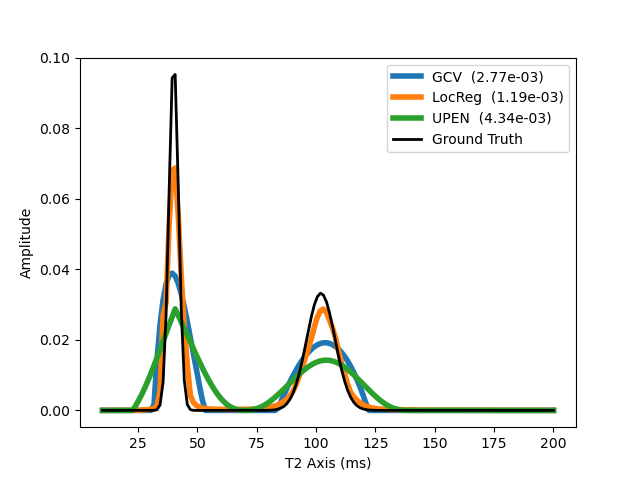 0.10
0.08
0.06
0.04
0.02
0.00
Amplitude
GCV (2.77e-03)
LocReg (1.19e-03)
UPEN (4.34e-03)
Ground Truth
25 50 75 100 125 150 175 200
T2 Axis (ms)